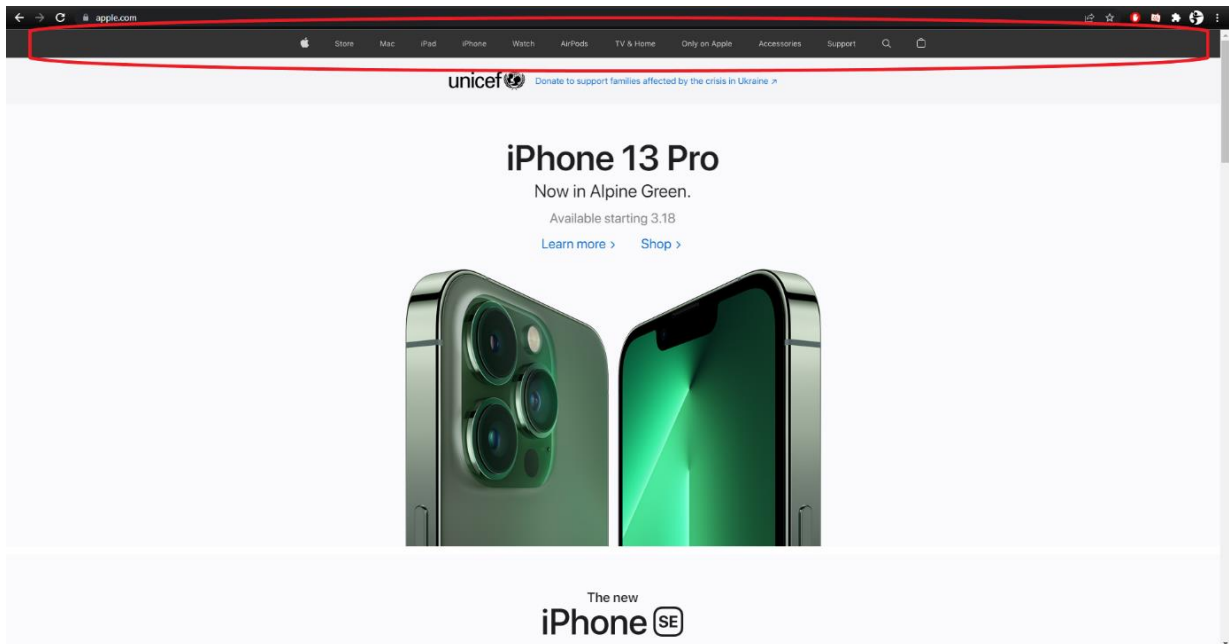 apple.com
Store Mac iPad iPhone Watch AirPods TV & Home Only on Apple Accessories Support
unicef Donate to support families affected by the crisis in Ukraine ↗
iPhone 13 Pro
Now in Alpine Green.
Available starting 3.18
Learn more > Shop >
The new
iPhone SE